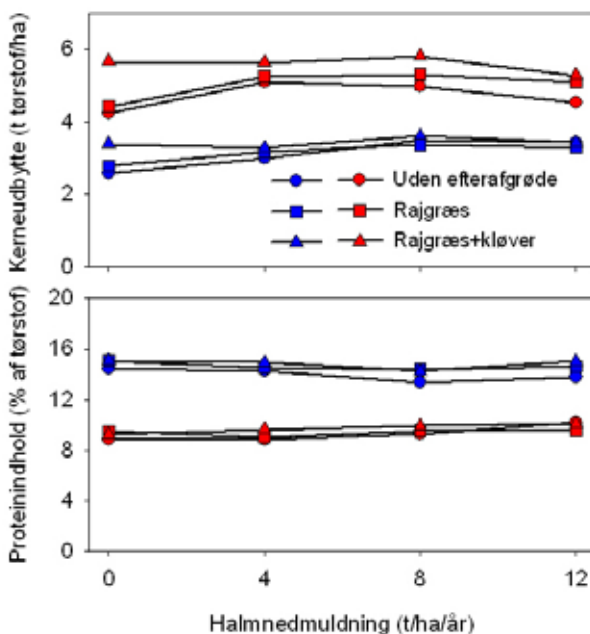 Kerneudbytte (t tørstof/ha)
6
4
2
0
Uden efterafgrøde
Rajgræs
Rajgræs+kløver
Proteinindhold (% af tørstof)
20
16
12
8
4
0
0 4 8 12
Halmnedmuldning (t/ha/år)